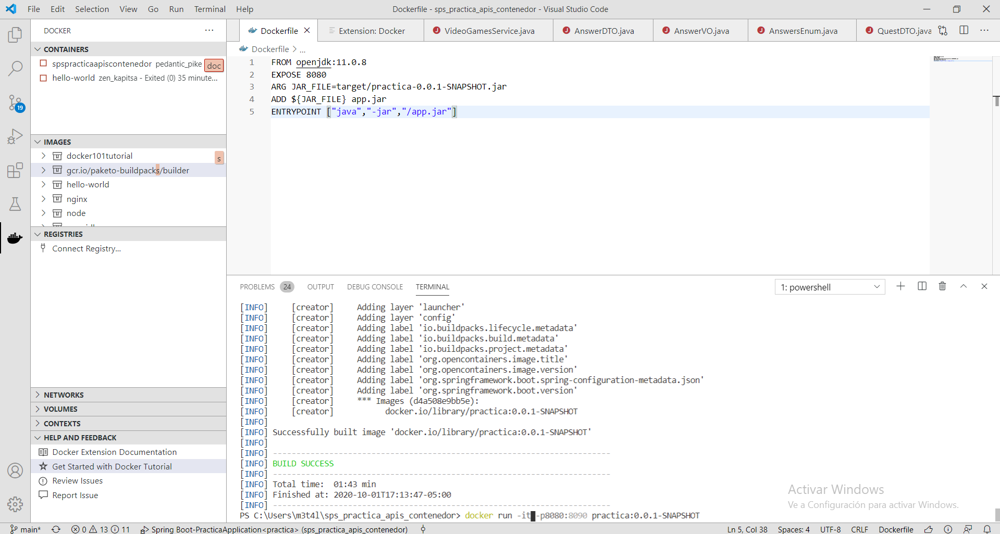 File Edit Selection View Go Run Terminal Help
Dockerfile - sps_practica_apis_contenedor - Visual Studio Code
DOCKER
Dockerfile
Extension: Docker
VideoGamesService.java
AnswerDTO.java
AnswerVO.java
AnswersEnum.java
QuestDTO.java
Dockerfile > ...
CONTAINERS
spspracticaapiscontenedor pedantic_pike
doc
hello-world zen_kapitsa - Exited (0) 35 minute...
19
IMAGES
docker101tutorial
s
gcr.io/paketo-buildpacks/builder
hello-world
nginx
node
REGISTRIES
Connect Registry...
NETWORKS
VOLUMES
CONTEXTS
HELP AND FEEDBACK
Docker Extension Documentation
Get Started with Docker Tutorial
Review Issues
Report Issue
1 FROM openjdk:11.0.8
2 EXPOSE 8080
3 ARG JAR_FILE=target/practica-0.0.1-SNAPSHOT.jar
4 ADD ${JAR_FILE} app.jar
5 ENTRYPOINT ["java","-jar","/app.jar"]
PROBLEMS 24 OUTPUT DEBUG CONSOLE TERMINAL
1: powershell
[INFO] [creator] Adding layer 'launcher'
[INFO] [creator] Adding layer 'config'
[INFO] [creator] Adding label 'io.buildpacks.lifecycle.metadata'
[INFO] [creator] Adding label 'io.buildpacks.build.metadata'
[INFO] [creator] Adding label 'io.buildpacks.project.metadata'
[INFO] [creator] Adding label 'org.opencontainers.image.title'
[INFO] [creator] Adding label 'org.opencontainers.image.version'
[INFO] [creator] Adding label 'org.springframework.boot.spring-configuration-metadata.json'
[INFO] [creator] Adding label 'org.springframework.boot.version'
[INFO] [creator] *** Images (d4a508e9bb5e):
[INFO] [creator] docker.io/library/practica:0.0.1-SNAPSHOT
[INFO]
[INFO] Successfully built image 'docker.io/library/practica:0.0.1-SNAPSHOT'
[INFO]
[INFO] ------------------------------------------------------------------------
[INFO] BUILD SUCCESS
[INFO] ------------------------------------------------------------------------
[INFO] Total time: 01:43 min
[INFO] Finished at: 2020-10-01T17:13:47-05:00
[INFO] ------------------------------------------------------------------------
PS C:\Users\m3t4l\sps_practica_apis_contenedor> docker run -it -p8080:8090 practica:0.0.1-SNAPSHOT
Activar Windows
Ve a Configuración para activar Windows.
main* 0 13 11 Spring Boot-PracticaApplication<practica> (sps_practica_apis_contenedor)
Ln 5, Col 38 Spaces: 4 UTF-8 CRLF Dockerfile